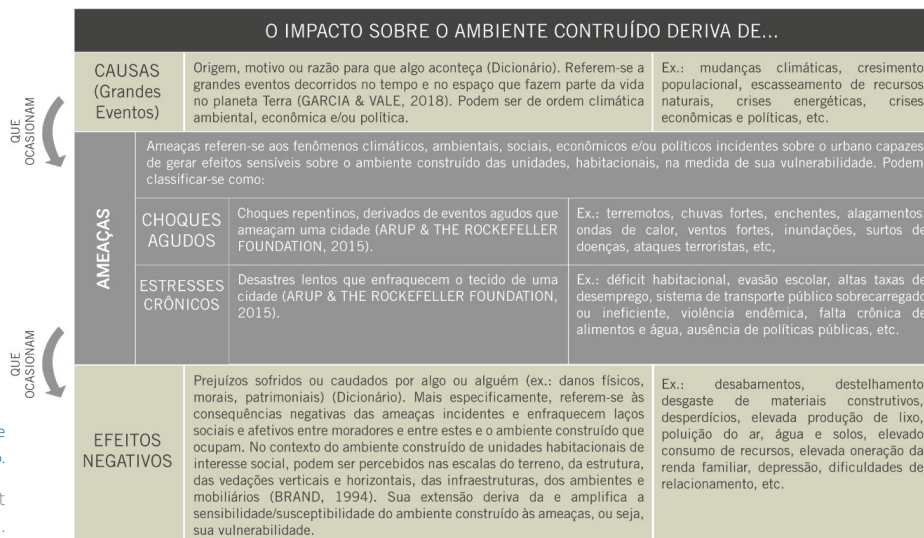 O IMPACTO SOBRE O AMBIENTE CONTRUÍDO DERIVA DE...
QUE
OCASIONAM
CAUSAS
(Grandes
Eventos)
Origem, motivo ou razão para que algo aconteça (Dicionário). Referem-se a
grandes eventos decorridos no tempo e no espaço que fazem parte da vida
no planeta Terra (GARCIA & VALE, 2018). Podem ser de ordem climática
ambiental, econômica e/ou política.
Ex.: mudanças climáticas, cresimento
populacional, escasseamento de recursos
naturais, crises energéticas, crises
econômicas e políticas, etc.
AMEAÇAS
Ameaças referen-se aos fenômenos climáticos, ambientais, sociais, econômicos e/ou políticos incidentes sobre o urbano capazes
de gerar efeitos sensíveis sobre o ambiente construído das unidades, habitacionais, na medida de sua vulnerabilidade. Podem
classificar-se como:
CHOQUES
AGUDOS
Choques repentinos, derivados de eventos agudos que
ameaçam uma cidade (ARUP & THE ROCKEFELLER
FOUNDATION, 2015).
Ex.: terremotos, chuvas fortes, enchentes, alagamentos
ondas de calor, ventos fortes, inundações, surtos de
doenças, ataques terroristas, etc,
ESTRESSES
CRÔNICOS
Desastres lentos que enfraquecem o tecido de uma
cidade (ARUP & THE ROCKEFELLER FOUNDATION,
2015).
Ex.: déficit habitacional, evasão escolar, altas taxas de
desemprego, sistema de transporte público sobrecarregado
ou ineficiente, violência endêmica, falta crônica de
alimentos e água, ausência de políticas públicas, etc.
QUE
OCASIONAM
EFEITOS
NEGATIVOS
Prejuízos sofridos ou caudados por algo ou alguém (ex.: danos físicos,
morais, patrimoniais) (Dicionário). Mais especificamente, referem-se às
consequências negativas das ameaças incidentes e enfraquecem laços
sociais e afetivos entre moradores e entre estes e o ambiente construído que
ocupam. No contexto do ambiente construído de unidades habitacionais de
interesse social, podem ser percebidos nas escalas do terreno, da estrutura,
das vedações verticais e horizontais, das infraestruturas, dos ambientes e
mobiliários (BRAND, 1994). Sua extensão deriva da e amplifica a
sensibilidade/susceptibilidade do ambiente construído às ameaças, ou seja,
sua vulnerabilidade.
Ex.: desabamentos, destelhamento
desgaste de materiais construtivos,
desperdícios, elevada produção de lixo,
poluição do ar, água e solos, elevado
consumo de recursos, elevada oneração da
renda familiar, depressão, dificuldades de
relacionamento, etc.